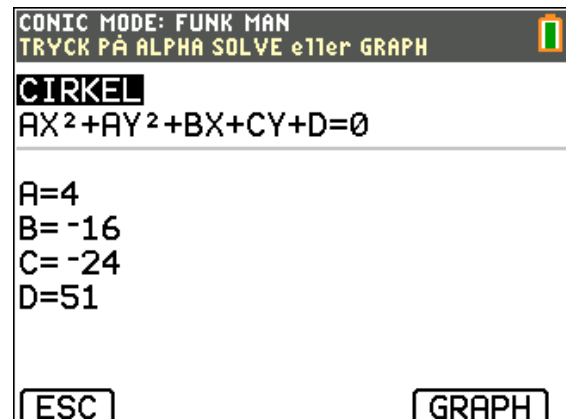 CONIC MODE: FUNK MAN
TRYCK PÅ ALPHA SOLVE eller GRAPH
CIRKEL
AX²+AY²+BX+CY+D=0
A=4
B=⁻16
C=⁻24
D=51
ESC GRAPH